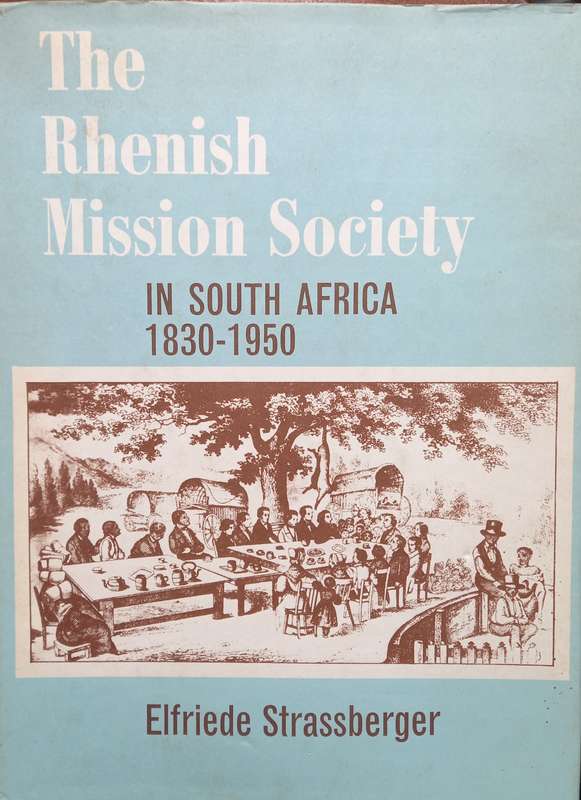 The
Rhenish
Mission Society
IN SOUTH AFRICA
1830-1950
Elfriede Strassberger